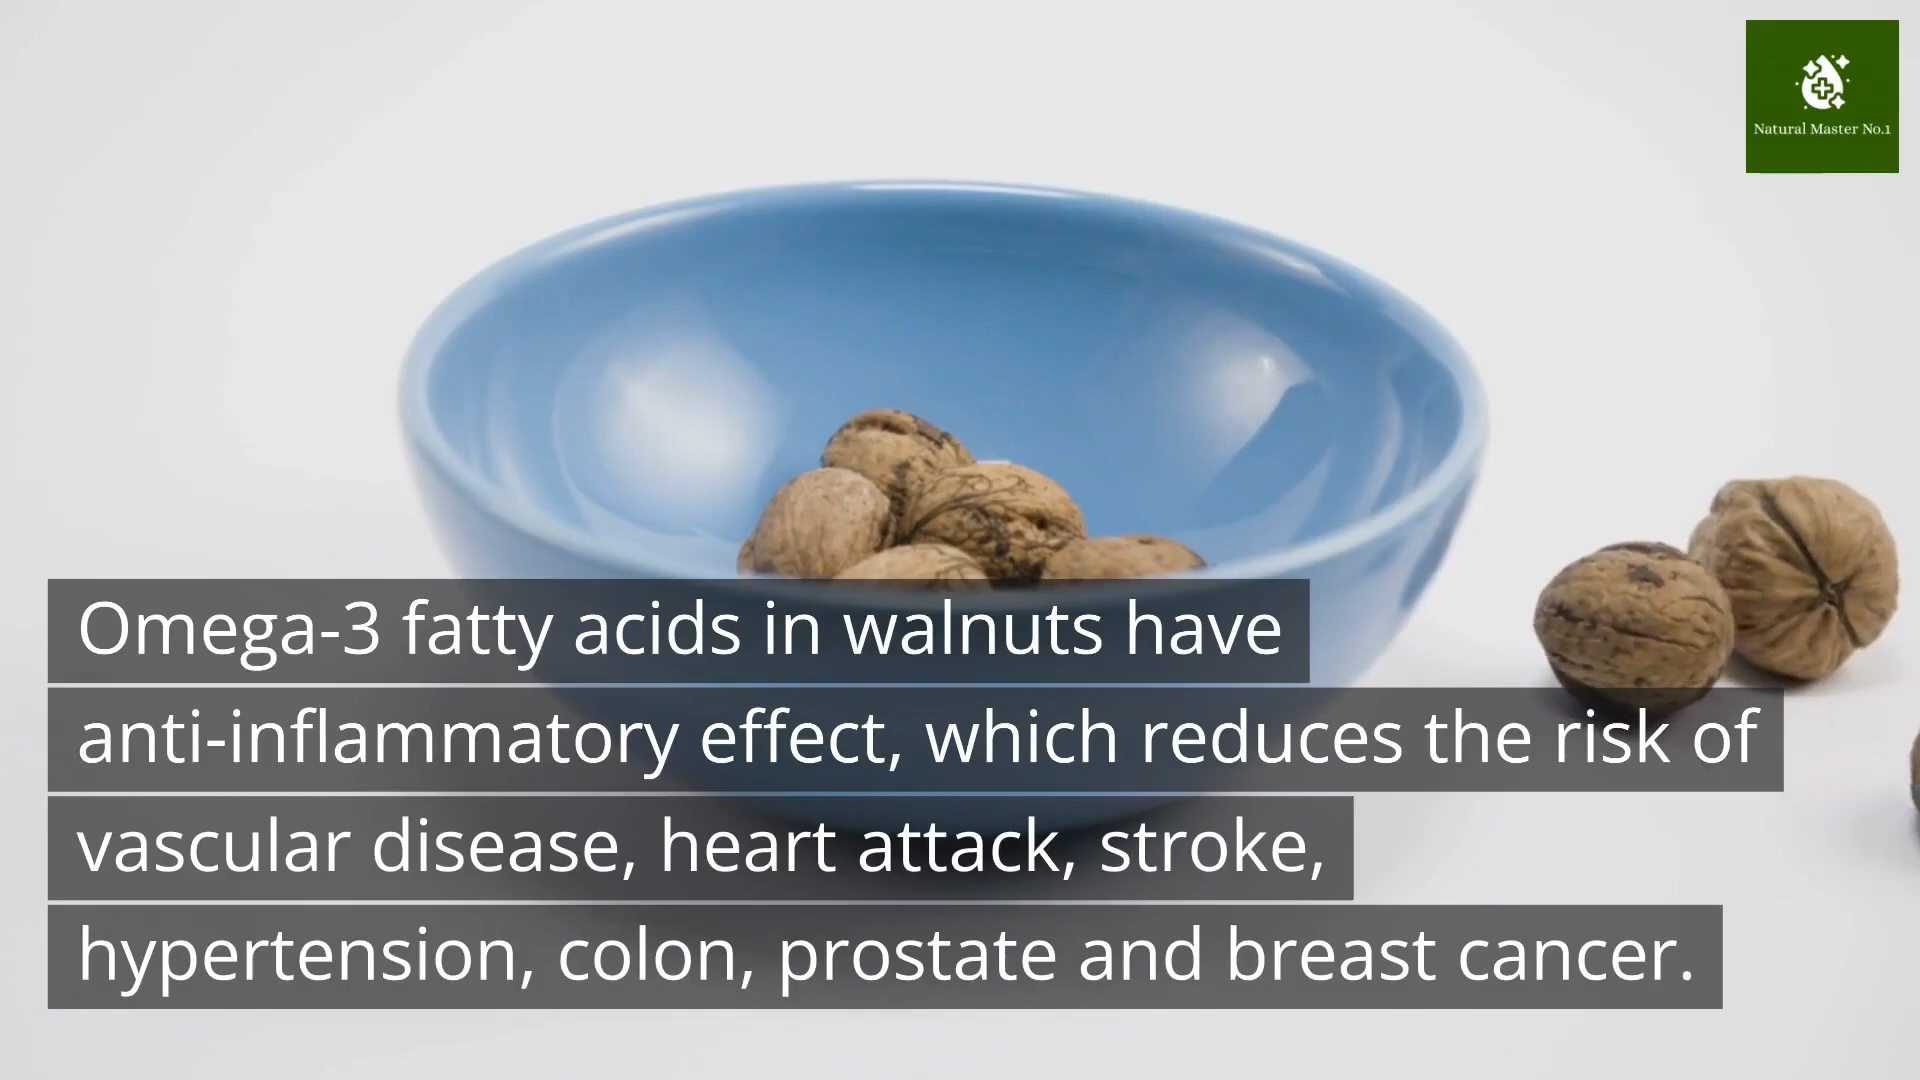 Natural Master No.1
Omega-3 fatty acids in walnuts have
anti-inflammatory effect, which reduces the risk of
vascular disease, heart attack, stroke,
hypertension, colon, prostate and breast cancer.